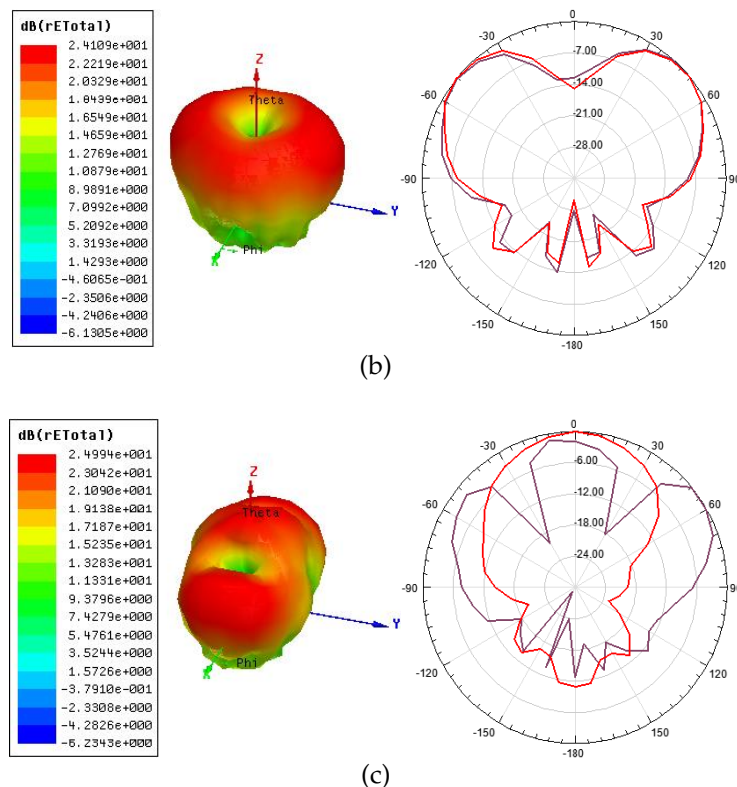 dB(rETotal)
2.4109e+001
2.2219e+001
2.0329e+001
1.8439e+001
1.6549e+001
1.4659e+001
1.2769e+001
1.0879e+001
8.9891e+000
7.0992e+000
5.2092e+000
3.3193e+000
1.4293e+000
-4.6065e-001
-2.3506e+000
-4.2406e+000
-6.1305e+000
Z
Theta
Y
X
Phi
0
-30
30
-7.00
-14.00
-60
60
-21.00
-28.00
-90
90
-120
120
-150
150
-180
(b)
dB(rETotal)
2.4994e+001
2.3042e+001
2.1090e+001
1.9138e+001
1.7187e+001
1.5235e+001
1.3283e+001
1.1331e+001
9.3796e+000
7.4279e+000
5.4761e+000
3.5244e+000
1.5726e+000
-3.7910e-001
-2.3308e+000
-4.2826e+000
-6.2343e+000
Z
Theta
Y
X
Phi
0
-30
30
-6.00
-12.00
-60
60
-18.00
-24.00
-90
90
-120
120
-150
150
-180
(c)